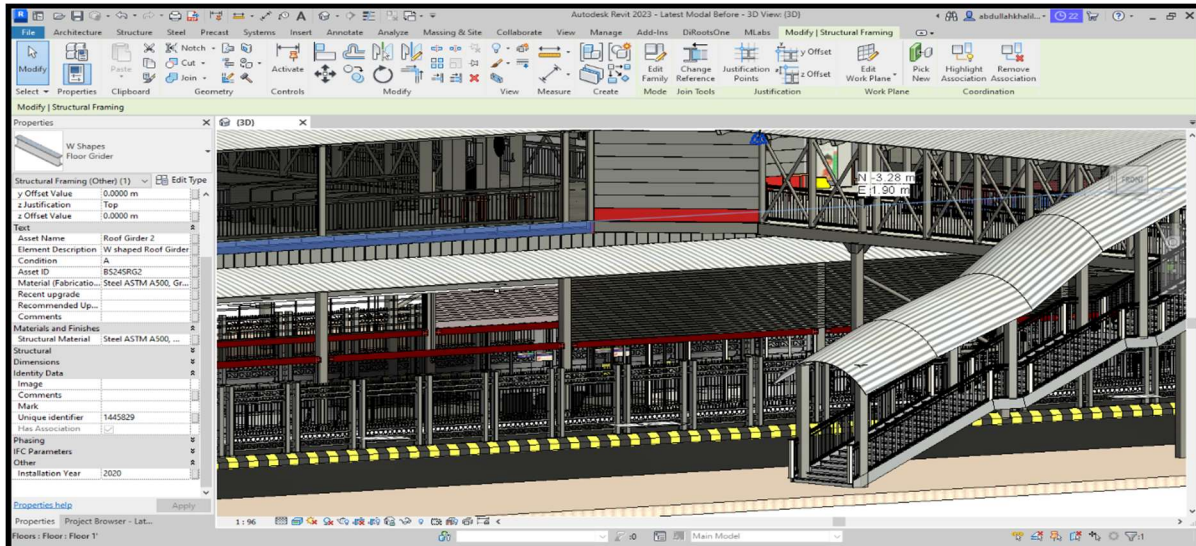 Autodesk Revit 2023 - Latest Modal Before - 3D View: {3D}
abdullahkhalil...
22
File Architecture Structure Steel Precast Systems Insert Annotate Analyze Massing & Site Collaborate View Manage Add-Ins DiRootsOne MLabs Modify | Structural Framing
Modify
Properties
Paste
Notch
Cut
Join
Activate
Edit Family
Change Reference
Justification Points
y Offset
z Offset
Edit Work Plane
Pick New
Highlight Association
Remove Association
Select Properties Clipboard Geometry Controls Modify View Measure Create Mode Join Tools Justification Work Plane Coordination
Modify | Structural Framing
Properties
{3D}
W Shapes
Floor Grider
Structural Framing (Other) (1) Edit Type
y Offset Value 0.0000 m
z Justification Top
z Offset Value 0.0000 m
Text
Asset Name Roof Girder 2
Element Description W shaped Roof Girder
Condition A
Asset ID BS24SRG2
Material (Fabricatio... Steel ASTM A500, Gr...
Recent upgrade
Recommended Up...
Comments
Materials and Finishes
Structural Material Steel ASTM A500, ...
Structural
Dimensions
Identity Data
Image
Comments
Mark
Unique identifier 1445829
Has Association
Phasing
IFC Parameters
Other
Installation Year 2020
Properties help Apply
Properties Project Browser - Lat...
N -3.28 m
E 1.90 m
FRONT
1 : 96
Floors : Floor : Floor 1'
:0
Main Model
:1